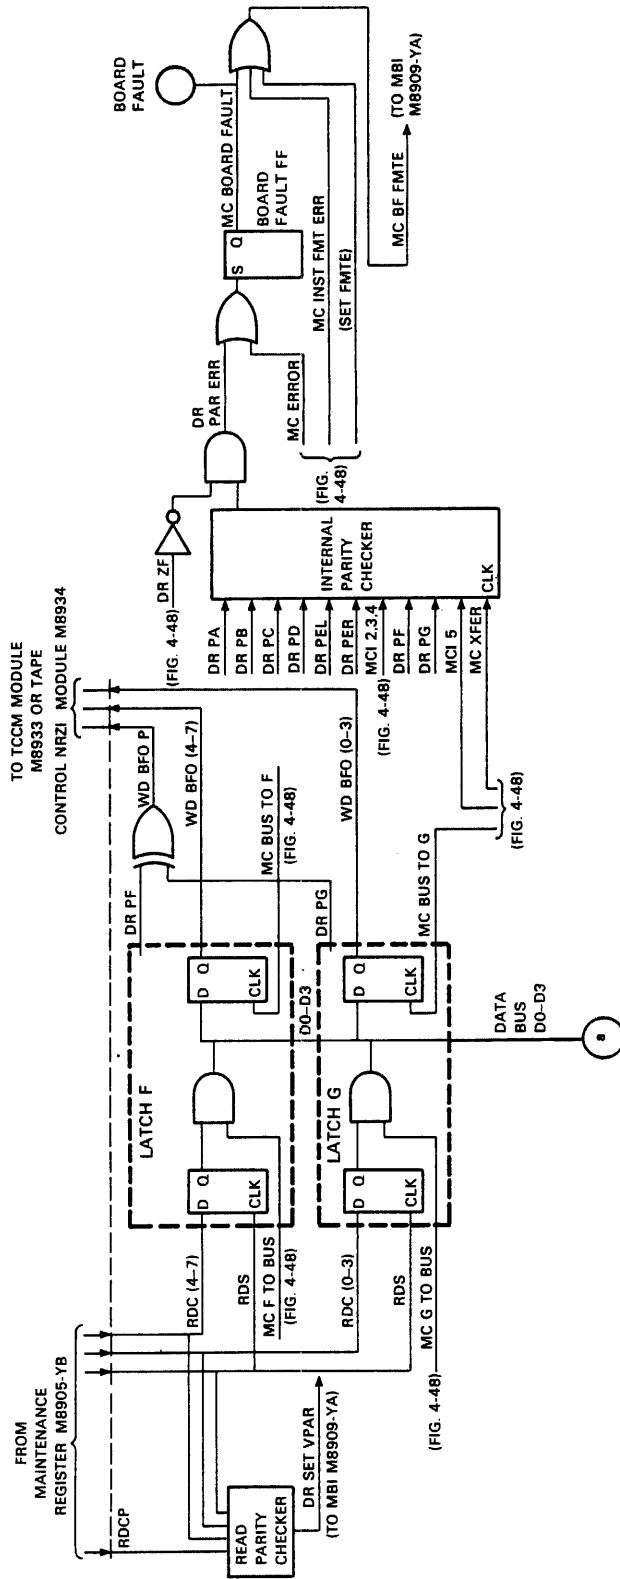 FROM
MAINTENANCE
REGISTER M8905-YB
RDCP
READ
PARITY
CHECKER
DR SET VPAR
(TO MBI M8909-YA)
RDC (4–7)
RDS
MC F TO BUS
(FIG. 4-48)
RDC (0–3)
RDS
MC G TO BUS
(FIG. 4-48)
LATCH F
D Q
CLK
D Q
CLK
D0-D3
LATCH G
D Q
CLK
D Q
CLK
DATA
BUS
D0-D3
a
TO TCCM MODULE
M8933 OR TAPE
CONTROL NRZI MODULE M8934
DR PF
WD BFO P
WD BFO (4–7)
MC BUS TO F
(FIG. 4-48)
DR PG
WD BFO (0–3)
MC BUS TO G
(FIG. 4-48)
(FIG. 4-48)
DR ZF
DR PA
DR PB
DR PC
DR PD
DR PEL
DR PER
MCI 2,3,4
(FIG. 4-48)
DR PF
DR PG
MCI 5
MC XFER
INTERNAL
PARITY
CHECKER
CLK
DR
PAR ERR
MC ERROR
(FIG.
4-48)
MC INST FMT ERR
(SET FMTE)
S Q
BOARD
FAULT FF
MC BOARD FAULT
BOARD
FAULT
MC BF FMTE
(TO MBI
M8909-YA)